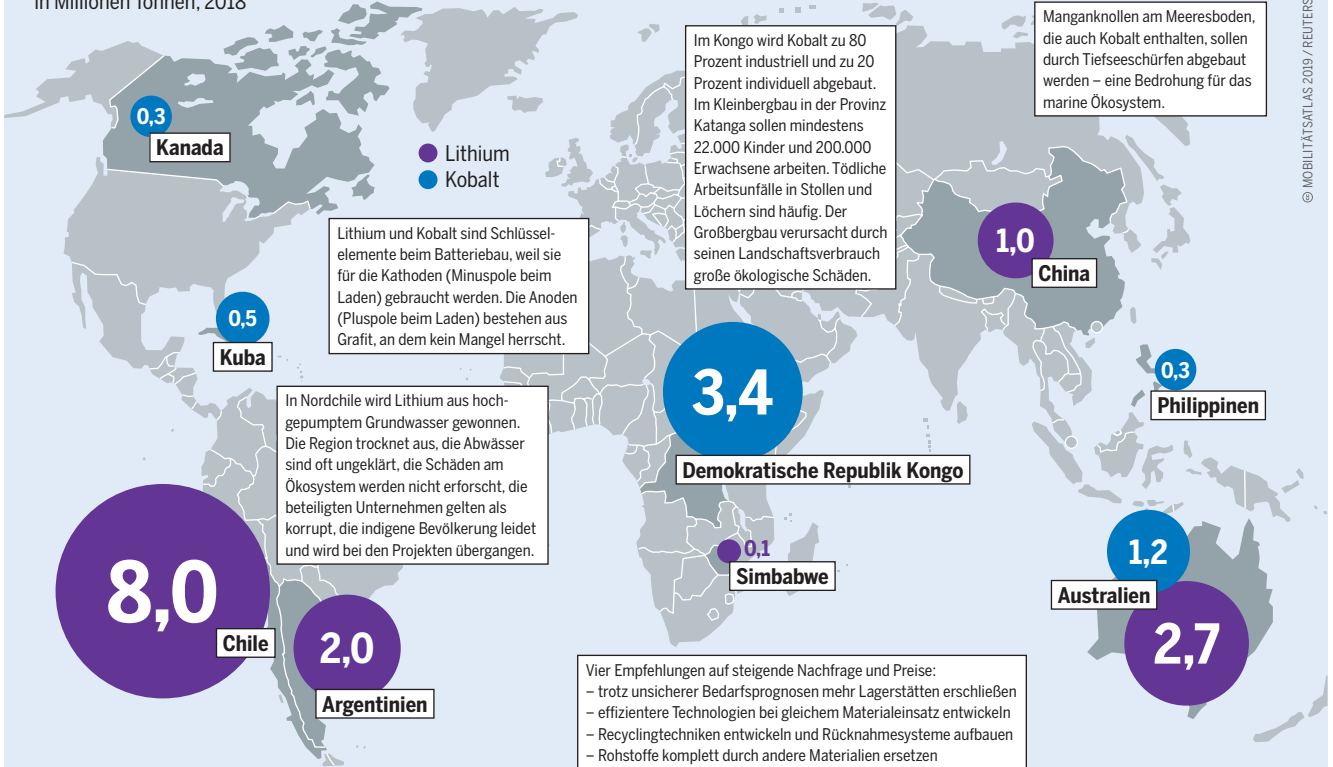 in Millionen Tonnen, 2018
© MOBILITÄTSATLAS 2019 / REUTERS
Manganknollen am Meeresboden,
die auch Kobalt enthalten, sollen
durch Tiefseeschürfen abgebaut
werden – eine Bedrohung für das
marine Ökosystem.
Im Kongo wird Kobalt zu 80
Prozent industriell und zu 20
Prozent individuell abgebaut.
Im Kleinbergbau in der Provinz
Katanga sollen mindestens
22.000 Kinder und 200.000
Erwachsene arbeiten. Tödliche
Arbeitsunfälle in Stollen und
Löchern sind häufig. Der
Großbergbau verursacht durch
seinen Landschaftsverbrauch
große ökologische Schäden.
0,3
Kanada
Lithium
Kobalt
Lithium und Kobalt sind Schlüssel-
elemente beim Batteriebau, weil sie
für die Kathoden (Minuspole beim
Laden) gebraucht werden. Die Anoden
(Pluspole beim Laden) bestehen aus
Grafit, an dem kein Mangel herrscht.
1,0
China
0,5
Kuba
3,4
Demokratische Republik Kongo
0,3
Philippinen
In Nordchile wird Lithium aus hoch-
gepumptem Grundwasser gewonnen.
Die Region trocknet aus, die Abwässer
sind oft ungeklärt, die Schäden am
Ökosystem werden nicht erforscht, die
beteiligten Unternehmen gelten als
korrupt, die indigene Bevölkerung leidet
und wird bei den Projekten übergangen.
0,1
Simbabwe
1,2
Australien
2,7
8,0
Chile
2,0
Argentinien
Vier Empfehlungen auf steigende Nachfrage und Preise:
– trotz unsicherer Bedarfsprognosen mehr Lagerstätten erschließen
– effizientere Technologien bei gleichem Materialeinsatz entwickeln
– Recyclingtechniken entwickeln und Rücknahmesysteme aufbauen
– Rohstoffe komplett durch andere Materialien ersetzen